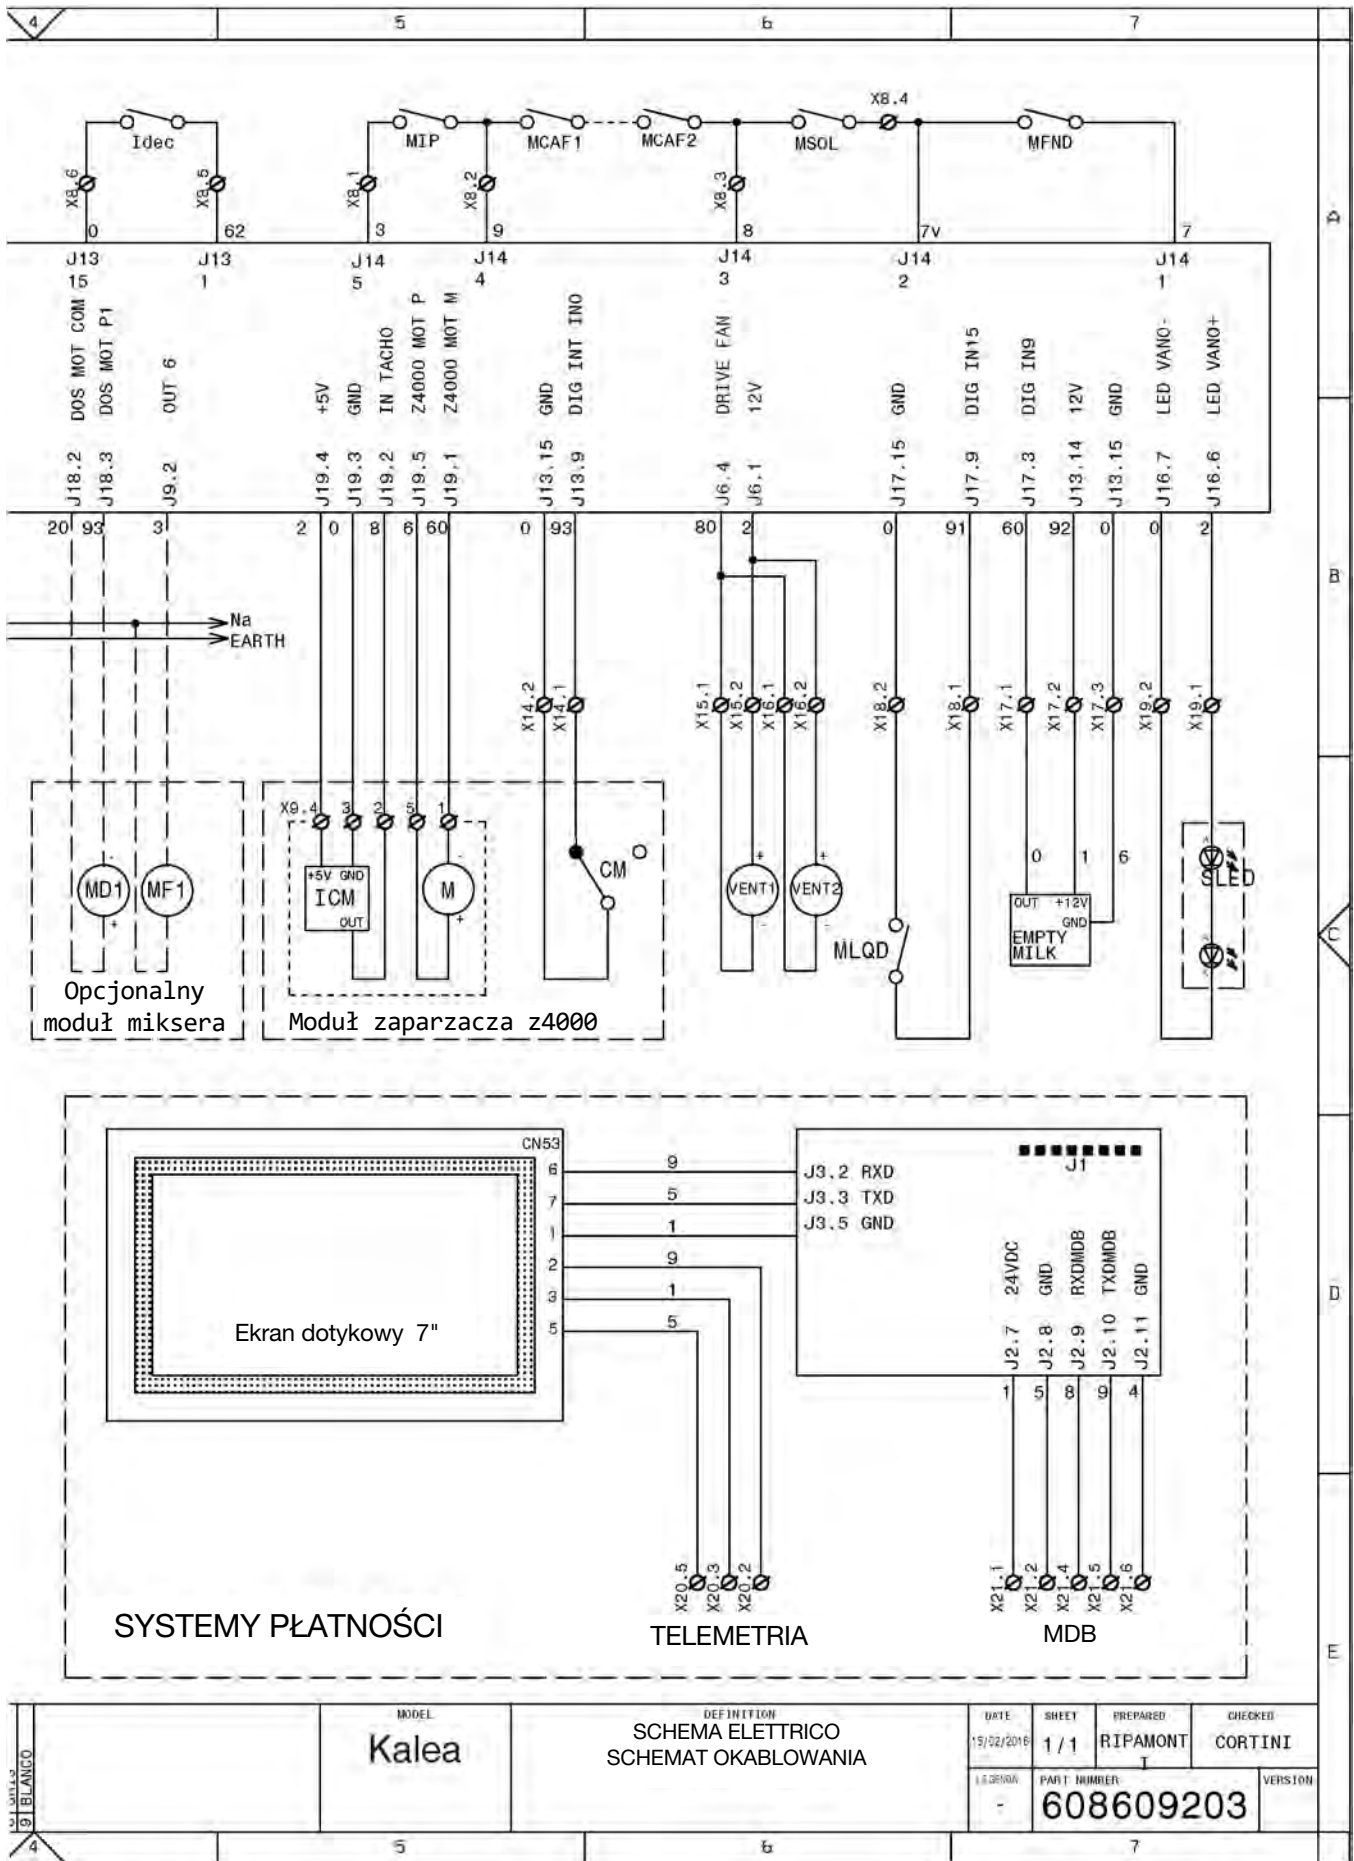 4 5 6 7
X8.4
Idec MIP MCAF1 MCAF2 MSOL MFND
X8.6 X8.5 X8.1 X8.2 X8.3
0 62 3 9 8 7V 7
J13 J13 J14 J14 J14 J14 J14
15 1 5 4 3 2 1
A
J18.2 DOS MOT COM
J18.3 DOS MOT P1
J9.2 OUT 6
J19.4 +5V
J19.3 GND
J19.2 IN TACHO
J19.5 Z4000 MOT P
J19.1 Z4000 MOT M
J13.15 GND
J13.9 DIG INT INO
J6.4 DRIVE FAN
J6.1 12V
J17.15 GND
J17.9 DIG IN15
J17.3 DIG IN9
J13.14 12V
J13.15 GND
J16.7 LED VANO-
J16.6 LED VANO+
20 93 3 2 0 8 6 60 0 93 80 2 0 91 60 92 0 0 2
B
Na
EARTH
X14.2 X14.1 X15.1 X15.2 X16.1 X16.2 X18.2 X18.1 X17.1 X17.2 X17.3 X19.2 X19.1
X9.4 3 2 5 1
MD1 MF1
- +
+5V GND
ICM
OUT
M
- +
CM
VENT1 VENT2
+ +
- -
MLQD
0 1 6
OUT +12V
GND
EMPTY
MILK
SLED
C
Opcjonalny
moduł miksera
Moduł zaparzacza z4000
CN53
6 9 J3.2 RXD
7 5 J3.3 TXD
1 1 J3.5 GND
2 9
3 1
5 5
J1
Ekran dotykowy 7"
J2.7 24VDC
J2.8 GND
J2.9 RXDMDB
J2.10 TXDMDB
J2.11 GND
1 5 8 9 4
D
X20.5 X20.3 X20.2
X21.1 X21.2 X21.4 X21.5 X21.6
SYSTEMY PŁATNOŚCI
TELEMETRIA
MDB
E
9 BLANCO
MODEL
Kalea
DEFINITION
SCHEMA ELETTRICO
SCHEMAT OKABLOWANIA
DATE SHEET PREPARED CHECKED
15/02/2016 1/1 RIPAMONT
I
CORTINI
PART NUMBER VERSION
- 608609203
4 5 6 7